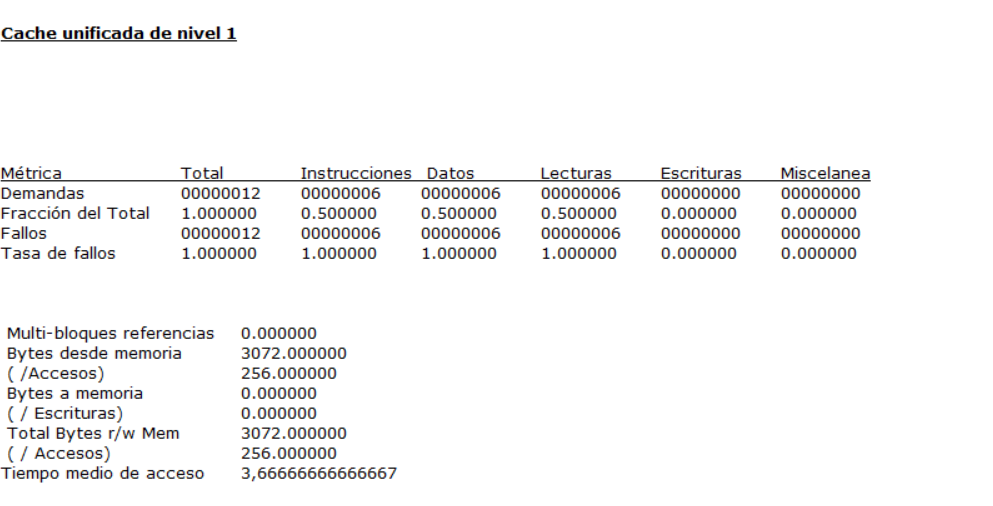 Cache unificada de nivel 1
Métrica Total Instrucciones Datos Lecturas Escrituras Miscelanea
Demandas 00000012 00000006 00000006 00000006 00000000 00000000
Fracción del Total 1.000000 0.500000 0.500000 0.500000 0.000000 0.000000
Fallos 00000012 00000006 00000006 00000006 00000000 00000000
Tasa de fallos 1.000000 1.000000 1.000000 1.000000 0.000000 0.000000
Multi-bloques referencias 0.000000
Bytes desde memoria 3072.000000
( /Accesos) 256.000000
Bytes a memoria 0.000000
( / Escrituras) 0.000000
Total Bytes r/w Mem 3072.000000
( / Accesos) 256.000000
Tiempo medio de acceso 3,66666666666667